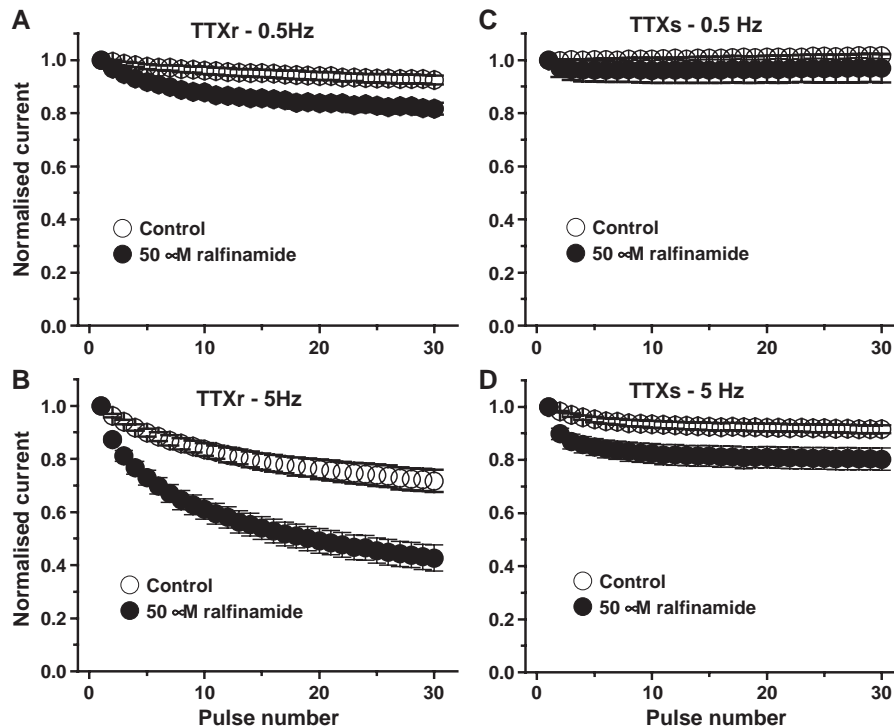 A
TTXr - 0.5Hz
Normalised current
1.0
0.8
0.6
0.4
0.2
0.0
Control
50 ∝M ralfinamide
0
10
20
30
C
TTXs - 0.5 Hz
1.0
0.8
0.6
0.4
0.2
0.0
Control
50 ∝M ralfinamide
0
10
20
30
B
TTXr - 5Hz
Normalised current
1.0
0.8
0.6
0.4
0.2
0.0
Control
50 ∝M ralfinamide
0
10
20
30
Pulse number
D
TTXs - 5 Hz
1.0
0.8
0.6
0.4
0.2
0.0
Control
50 ∝M ralfinamide
0
10
20
30
Pulse number